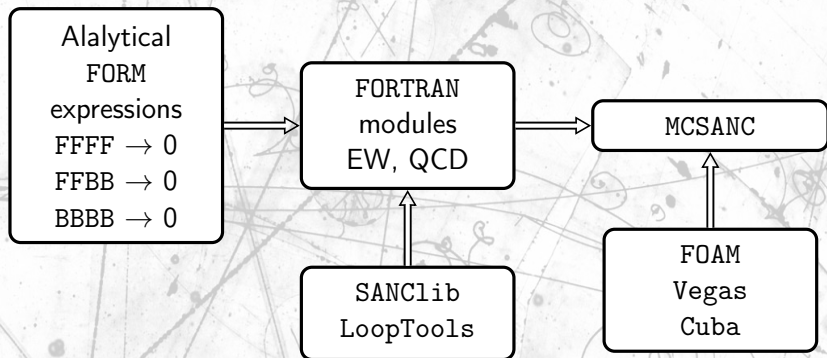 Alalytical
FORM
expressions
FFFF → 0
FFBB → 0
BBBB → 0
FORTRAN
modules
EW, QCD
MCSANC
SANClib
LoopTools
FOAM
Vegas
Cuba